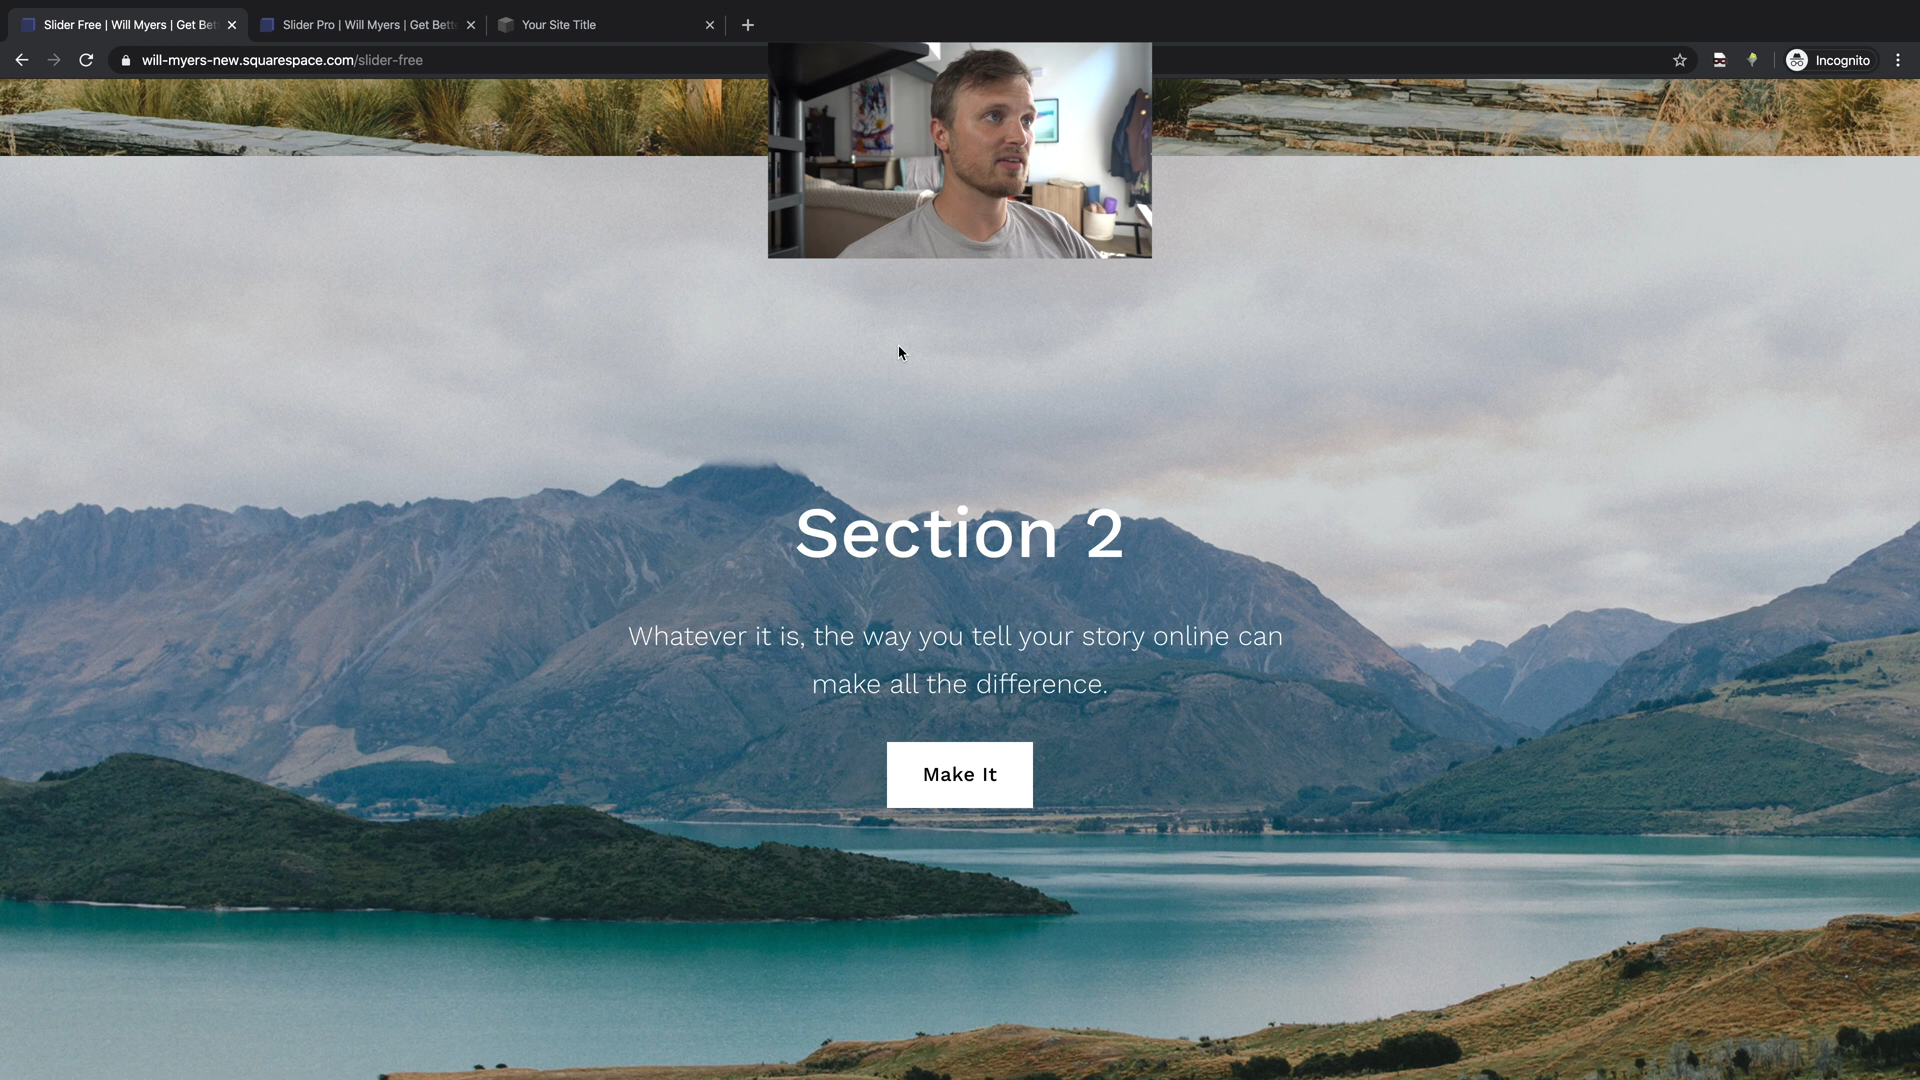 Slider Free | Will Myers | Get Bet
Slider Pro | Will Myers | Get Bett
Your Site Title
will-myers-new.squarespace.com/slider-free
Incognito
Section 2
Whatever it is, the way you tell your story online can
make all the difference.
Make It